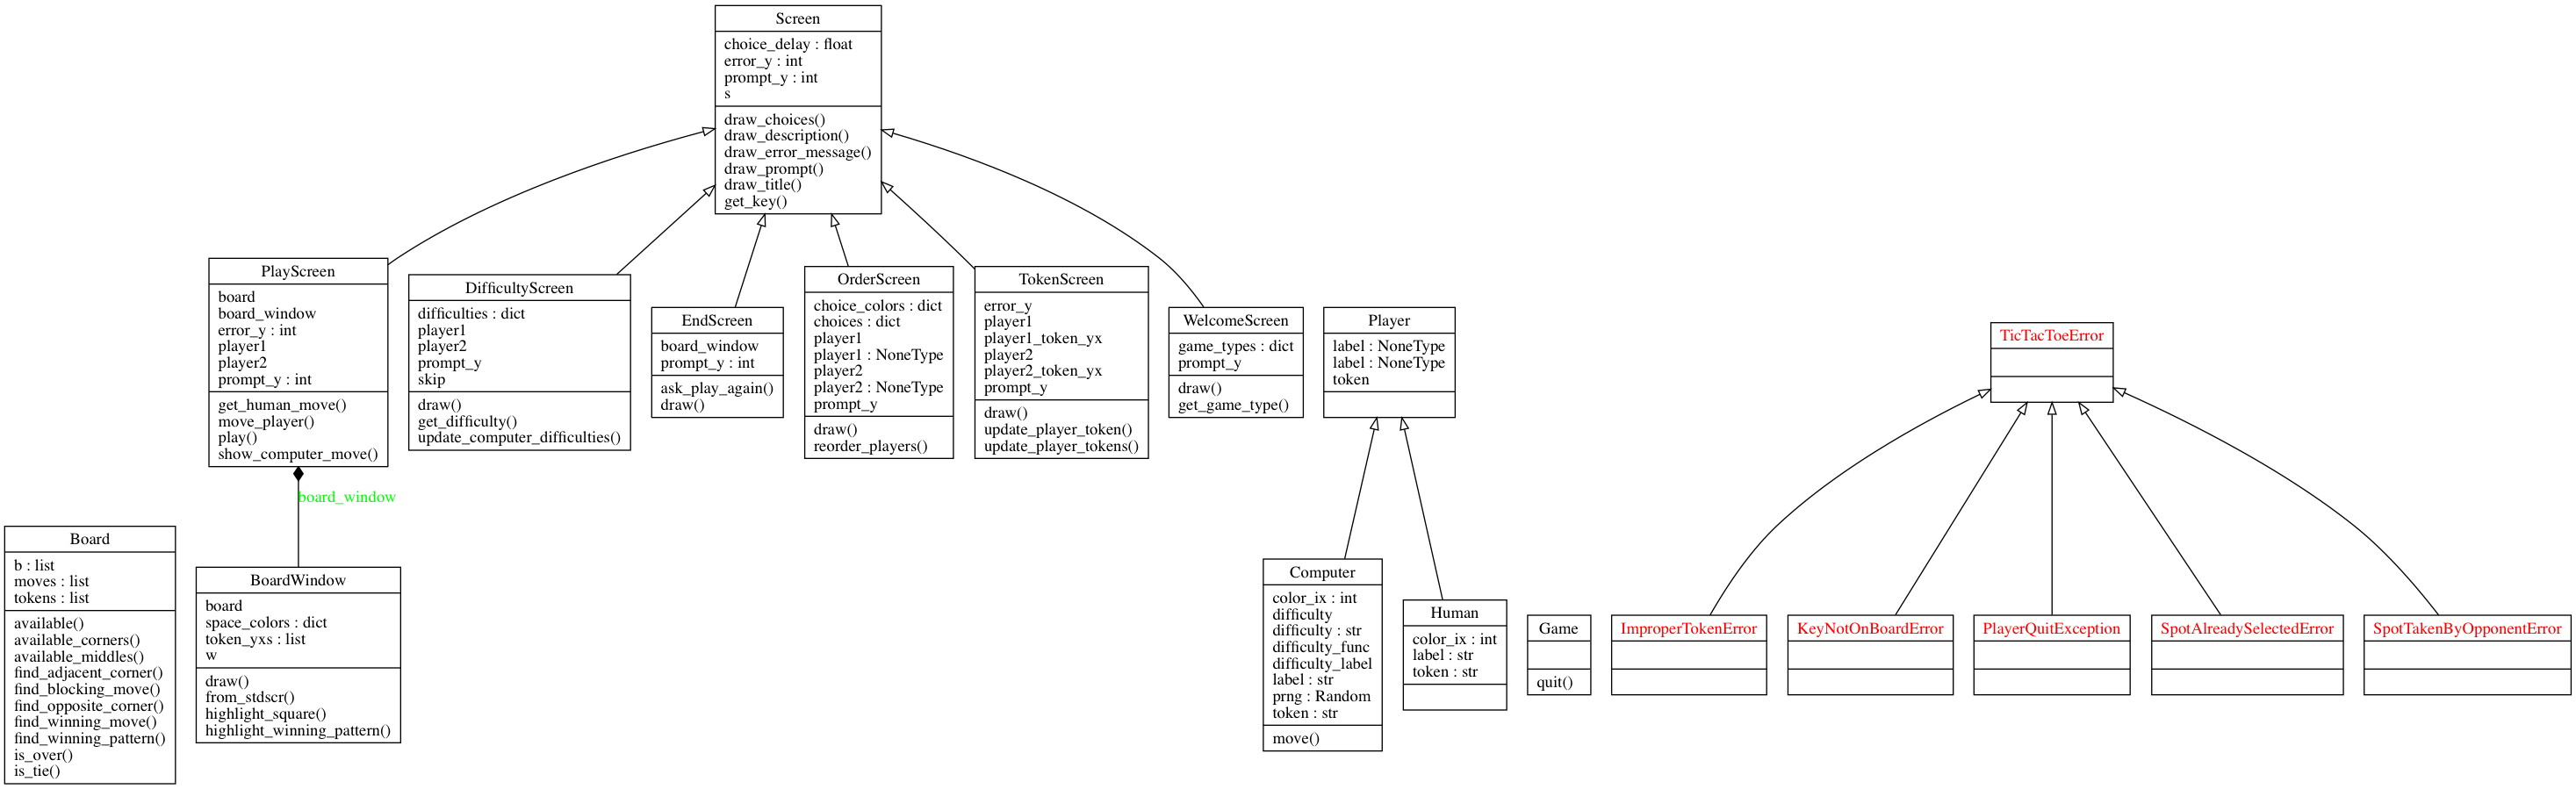 Screen
choice_delay : float
error_y : int
prompt_y : int
s
draw_choices()
draw_description()
draw_error_message()
draw_prompt()
draw_title()
get_key()
PlayScreen
board
board_window
error_y : int
player1
player2
prompt_y : int
get_human_move()
move_player()
play()
show_computer_move()
DifficultyScreen
difficulties : dict
player1
player2
prompt_y
skip
draw()
get_difficulty()
update_computer_difficulties()
EndScreen
board_window
prompt_y : int
ask_play_again()
draw()
OrderScreen
choice_colors : dict
choices : dict
player1
player1 : NoneType
player2
player2 : NoneType
prompt_y
draw()
reorder_players()
TokenScreen
error_y
player1
player1_token_yx
player2
player2_token_yx
prompt_y
draw()
update_player_token()
update_player_tokens()
WelcomeScreen
game_types : dict
prompt_y
draw()
get_game_type()
Player
label : NoneType
label : NoneType
token
TicTacToeError
board_window
Board
b : list
moves : list
tokens : list
available()
available_corners()
available_middles()
find_adjacent_corner()
find_blocking_move()
find_opposite_corner()
find_winning_move()
find_winning_pattern()
is_over()
is_tie()
BoardWindow
board
space_colors : dict
token_yxs : list
w
draw()
from_stdscr()
highlight_square()
highlight_winning_pattern()
Computer
color_ix : int
difficulty
difficulty : str
difficulty_func
difficulty_label
label : str
prng : Random
token : str
move()
Human
color_ix : int
label : str
token : str
Game
quit()
ImproperTokenError
KeyNotOnBoardError
PlayerQuitException
SpotAlreadySelectedError
SpotTakenByOpponentError